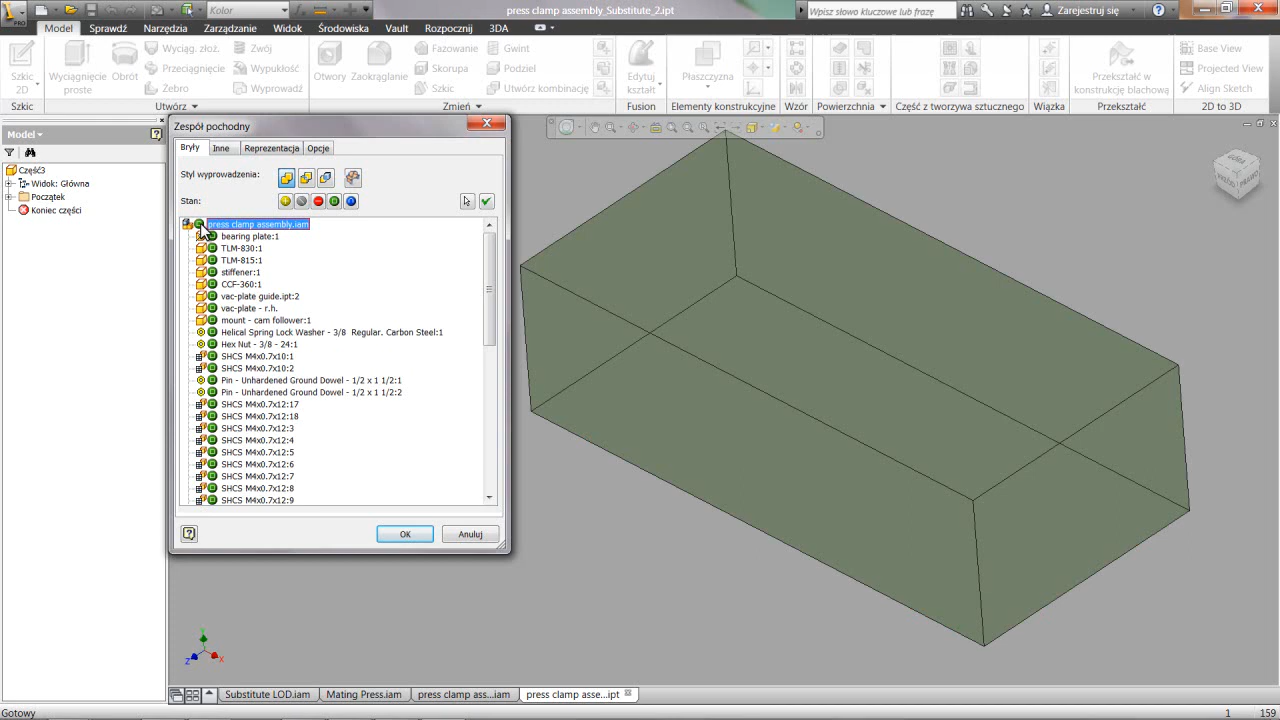 PRO
Kolor
press clamp assembly_Substitute_2.ipt
Wpisz słowo kluczowe lub frazę
Zarejestruj się
Model
Sprawdź
Narzędzia
Zarządzanie
Widok
Środowiska
Vault
Rozpocznij
3DA
Szkic 2D
Wyciągnięcie proste
Obrót
Wyciąg. złoż.
Przeciągnięcie
Żebro
Zwój
Wypukłość
Wyprowadź
Otwory
Zaokrąglanie
Fazowanie
Skorupa
Szkic
Gwint
Podziel
Utwórz kombinację
Edytuj kształt
Płaszczyzna
Przekształć w konstrukcję blachową
Base View
Projected View
Align Sketch
Szkic
Utwórz
Zmień
Fusion
Elementy konstrukcyjne
Wzór
Powierzchnia
Część z tworzywa sztucznego
Wiązka
Przekształć
2D to 3D
Model
Część3
Widok: Główna
Początek
Koniec części
Zespół pochodny
Bryły
Inne
Reprezentacja
Opcje
Styl wyprowadzenia:
Stan:
press clamp assembly.iam
bearing plate:1
TLM-830:1
TLM-815:1
stiffener:1
CCF-360:1
vac-plate guide.ipt:2
vac-plate - r.h.
mount - cam follower:1
Helical Spring Lock Washer - 3/8 Regular. Carbon Steel:1
Hex Nut - 3/8 - 24:1
SHCS M4x0.7x10:1
SHCS M4x0.7x10:2
Pin - Unhardened Ground Dowel - 1/2 x 1 1/2:1
Pin - Unhardened Ground Dowel - 1/2 x 1 1/2:2
SHCS M4x0.7x12:17
SHCS M4x0.7x12:18
SHCS M4x0.7x12:3
SHCS M4x0.7x12:4
SHCS M4x0.7x12:5
SHCS M4x0.7x12:6
SHCS M4x0.7x12:7
SHCS M4x0.7x12:8
SHCS M4x0.7x12:9
OK
Anuluj
Y
Z
X
Substitute LOD.iam
Mating Press.iam
press clamp ass...iam
press clamp asse...ipt
Gotowy
1
159